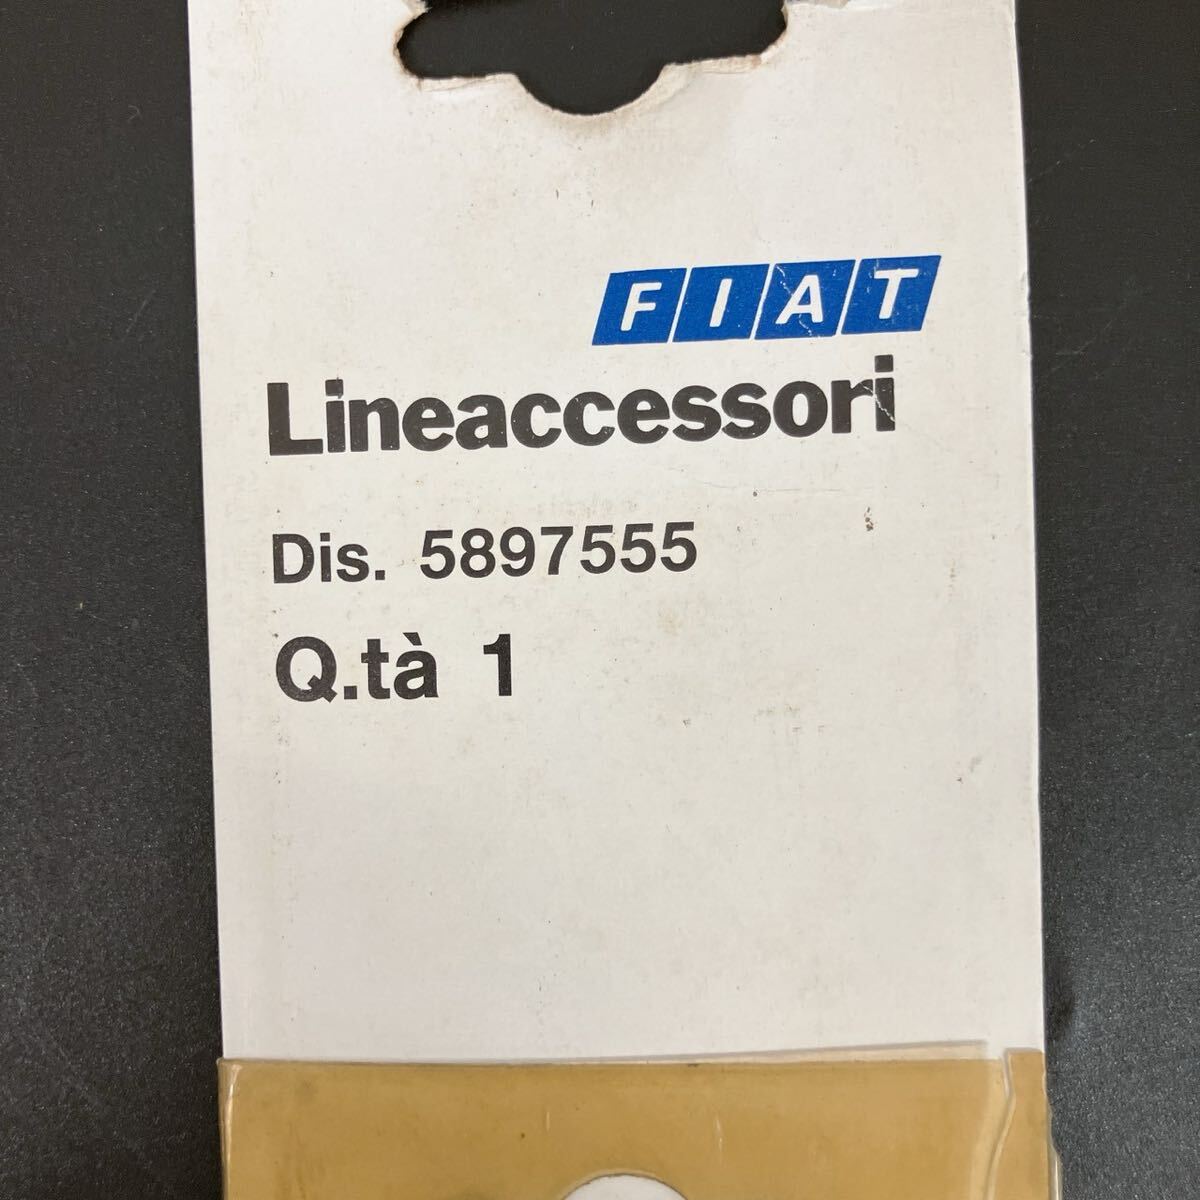 FIAT
Lineaccessori
Dis. 5897555
Q.tà 1